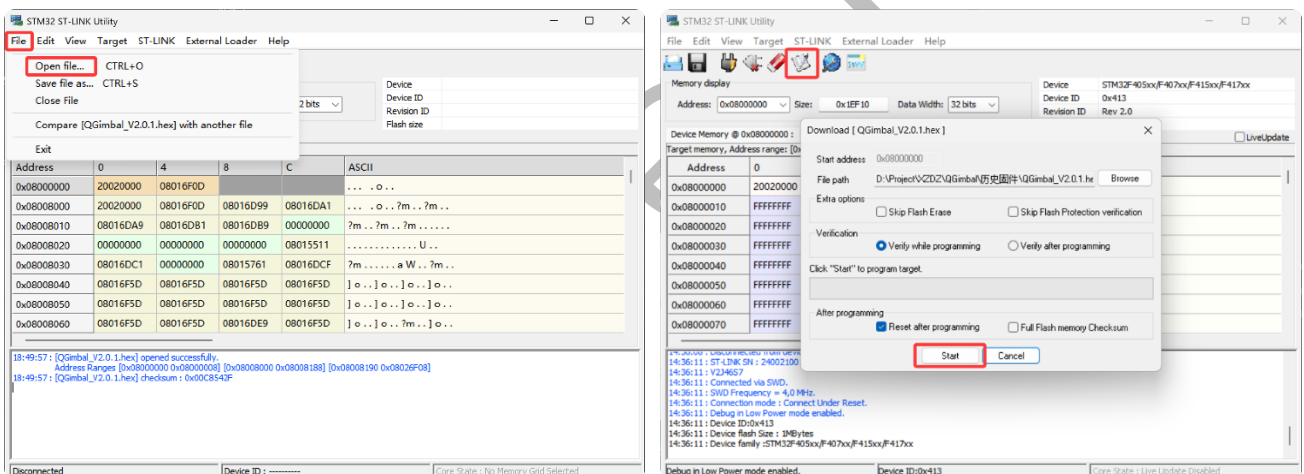 STM32 ST-LINK Utility
File Edit View Target ST-LINK External Loader Help
Open file... CTRL+O
Save file as... CTRL+S
Close File
Compare [QGimbal_V2.0.1.hex] with another file
Exit
2 bits
Device
Device ID
Revision ID
Flash size
Address 0 4 8 C ASCII
0x08000000 20020000 08016F0D .... .o..
0x08008000 20020000 08016F0D 08016D99 08016DA1 .... .o..?m..?m..
0x08008010 08016DA9 08016DB1 08016DB9 00000000 ?m..?m..?m......
0x08008020 00000000 00000000 00000000 08015511 .............U..
0x08008030 08016DC1 00000000 08015761 08016DCF ?m......aW..?m..
0x08008040 08016F5D 08016F5D 08016F5D 08016F5D ]o..]o..]o..]o..
0x08008050 08016F5D 08016F5D 08016F5D 08016F5D ]o..]o..]o..]o..
0x08008060 08016F5D 08016F5D 08016DE9 08016F5D ]o..]o..?m..]o..
18:49:57 : [QGimbal_V2.0.1.hex] opened successfully.
Address Ranges [0x08000000 0x08000008] [0x08008000 0x08008188] [0x08008190 0x08026F08]
18:49:57 : [QGimbal_V2.0.1.hex] checksum : 0x00C8542F
Disconnected Device ID : ---------- Core State : No Memory Grid Selected
STM32 ST-LINK Utility
File Edit View Target ST-LINK External Loader Help
Memory display
Address: 0x08000000 Size: 0x1EF10 Data Width: 32 bits
Device STM32F405xx/F407xx/F415xx/F417xx
Device ID 0x413
Revision ID Rev 2.0
Device Memory @ 0x08000000 :
LiveUpdate
Target memory, Address range: [0x
Address 0
0x08000000 20020000
0x08000010 FFFFFFFF
0x08000020 FFFFFFFF
0x08000030 FFFFFFFF
0x08000040 FFFFFFFF
0x08000050 FFFFFFFF
0x08000060 FFFFFFFF
0x08000070 FFFFFFFF
Download [ QGimbal_V2.0.1.hex ]
Start address 0x08000000
File path D:\Project\XZDZ\QGimbal\历史固件\QGimbal_V2.0.1.he Browse
Extra options
Skip Flash Erase Skip Flash Protection verification
Verification
Verify while programming Verify after programming
Click "Start" to program target.
After programming
Reset after programming Full Flash memory Checksum
Start Cancel
14:36:11 : ST-LINK SN : 24002100
14:36:11 : V2J46S7
14:36:11 : Connected via SWD.
14:36:11 : SWD Frequency = 4,0 MHz.
14:36:11 : Connection mode : Connect Under Reset.
14:36:11 : Debug in Low Power mode enabled.
14:36:11 : Device ID:0x413
14:36:11 : Device flash Size : 1MBytes
14:36:11 : Device family :STM32F405xx/F407xx/F415xx/F417xx
Debug in Low Power mode enabled. Device ID:0x413 Core State : Live Update Disabled